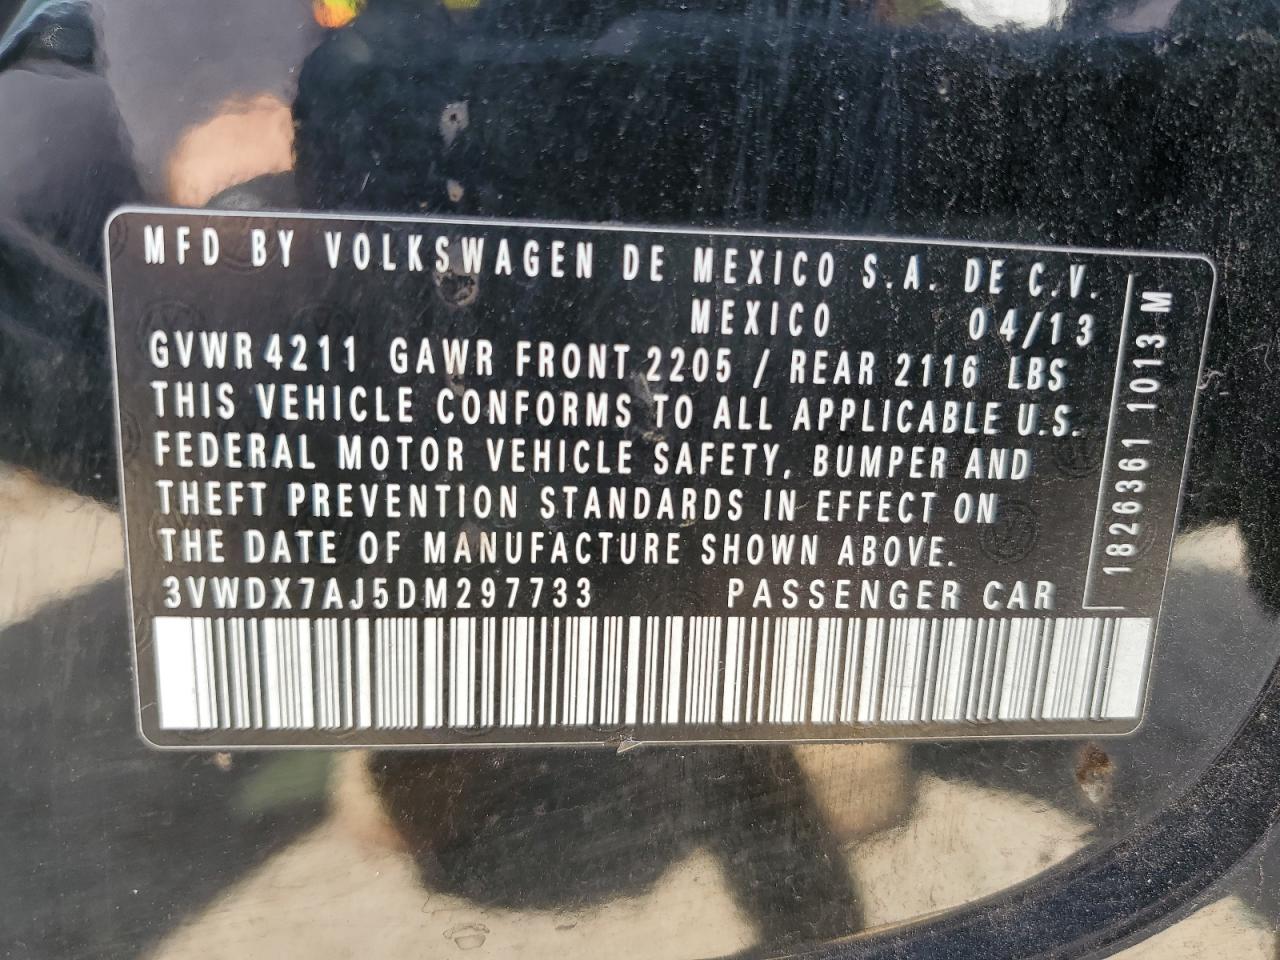 MFD BY VOLKSWAGEN DE MEXICO S.A. DE C.V.
MEXICO 04/13
GVWR 4211 GAWR FRONT 2205 / REAR 2116 LBS
THIS VEHICLE CONFORMS TO ALL APPLICABLE U.S.
FEDERAL MOTOR VEHICLE SAFETY, BUMPER AND
THEFT PREVENTION STANDARDS IN EFFECT ON
THE DATE OF MANUFACTURE SHOWN ABOVE.
3VWDX7AJ5DM297733 PASSENGER CAR
1826361 1013 M